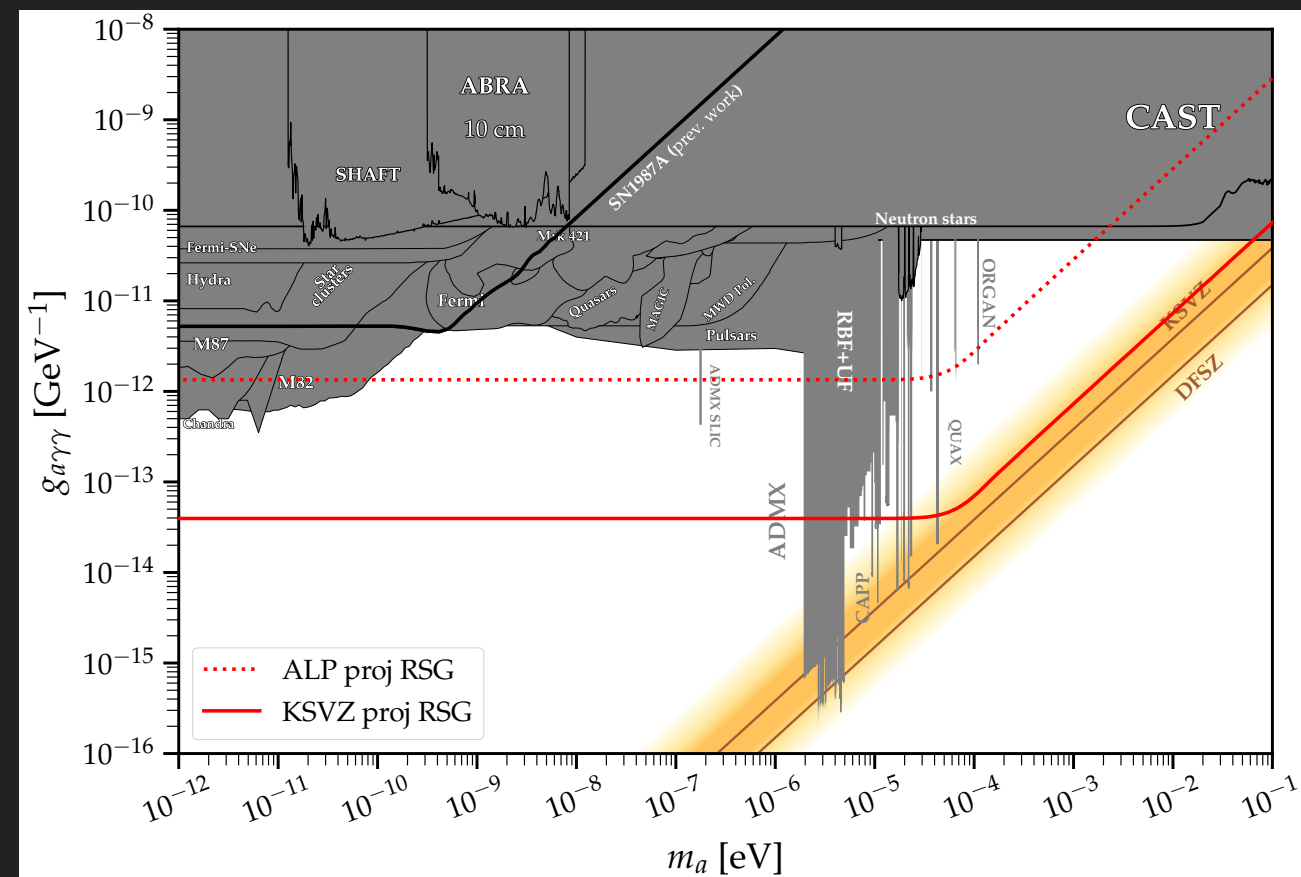 10⁻⁸
10⁻⁹
10⁻¹⁰
10⁻¹¹
10⁻¹²
10⁻¹³
10⁻¹⁴
10⁻¹⁵
10⁻¹⁶
g_{aγγ} [GeV⁻¹]
ABRA
10 cm
SHAFT
SN1987A (prev. work)
CAST
Neutron stars
Mrk 421
Fermi-SNe
Hydra
Star
clusters
Fermi
Quasars
MAGIC
MWD Pol.
Pulsars
M87
M82
Chandra
ADMX SLIC
RBF+UF
ORGAN
QUAX
KSVZ
DFSZ
ADMX
CAPP
ALP proj RSG
KSVZ proj RSG
10⁻¹²
10⁻¹¹
10⁻¹⁰
10⁻⁹
10⁻⁸
10⁻⁷
10⁻⁶
10⁻⁵
10⁻⁴
10⁻³
10⁻²
10⁻¹
m_a [eV]